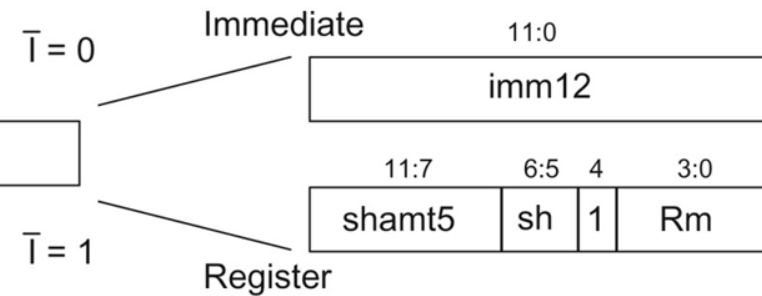 Immediate
11:0
Ī = 0
imm12
11:7 6:5 4 3:0
shamt5 sh 1 Rm
Ī = 1
Register